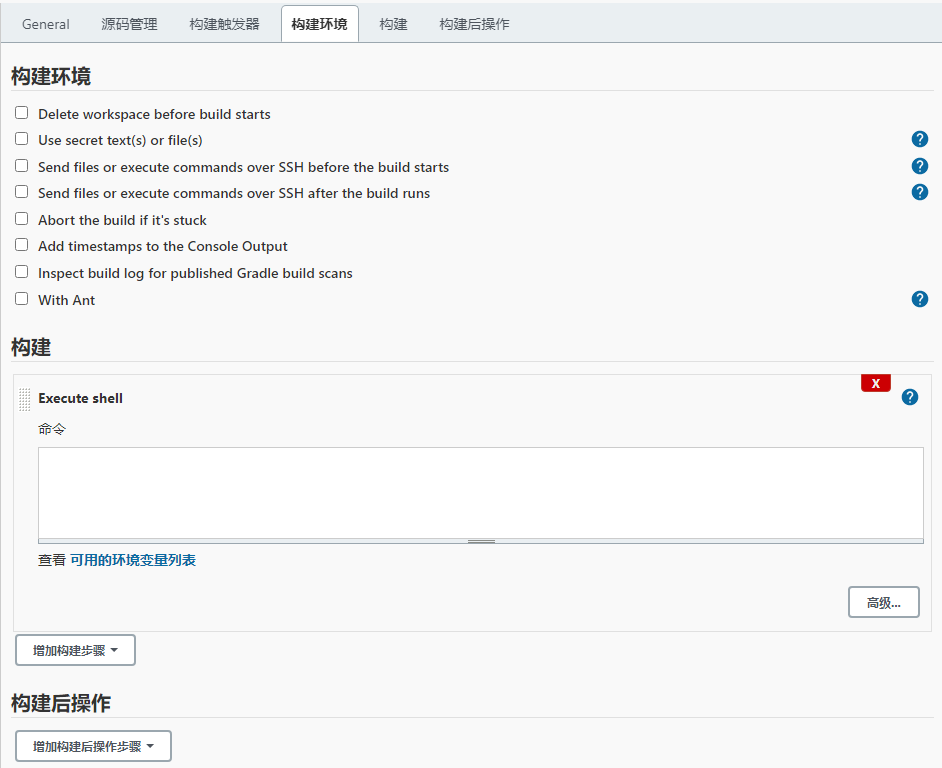 General 源码管理 构建触发器 构建环境 构建 构建后操作
构建环境
Delete workspace before build starts
Use secret text(s) or file(s)
?
Send files or execute commands over SSH before the build starts
?
Send files or execute commands over SSH after the build runs
?
Abort the build if it's stuck
Add timestamps to the Console Output
Inspect build log for published Gradle build scans
With Ant
?
构建
X
Execute shell
?
命令
查看 可用的环境变量列表
高级...
增加构建步骤
构建后操作
增加构建后操作步骤